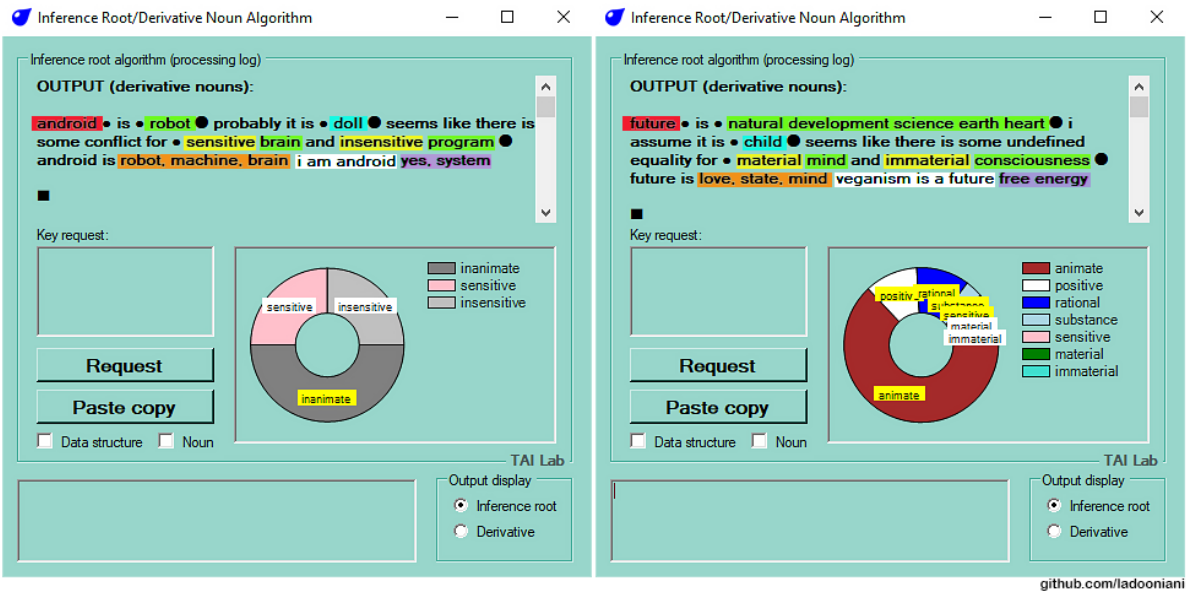 Inference Root/Derivative Noun Algorithm
Inference root algorithm (processing log)
OUTPUT (derivative nouns):
android ● is ● robot ● probably it is ● doll ● seems like there is
some conflict for ● sensitive brain and insensitive program ●
android is robot, machine, brain i am android yes, system
Key request:
Request
Paste copy
Data structure
Noun
sensitive
insensitive
inanimate
inanimate
sensitive
insensitive
TAI Lab
Output display
Inference root
Derivative
Inference Root/Derivative Noun Algorithm
Inference root algorithm (processing log)
OUTPUT (derivative nouns):
future ● is ● natural development science earth heart ● i
assume it is ● child ● seems like there is some undefined
equality for ● material mind and immaterial consciousness ●
future is love, state, mind veganism is a future free energy
Key request:
Request
Paste copy
Data structure
Noun
positiv
rational
substance
sensitive
material
immaterial
animate
animate
positive
rational
substance
sensitive
material
immaterial
TAI Lab
Output display
Inference root
Derivative
github.com/ladooniani